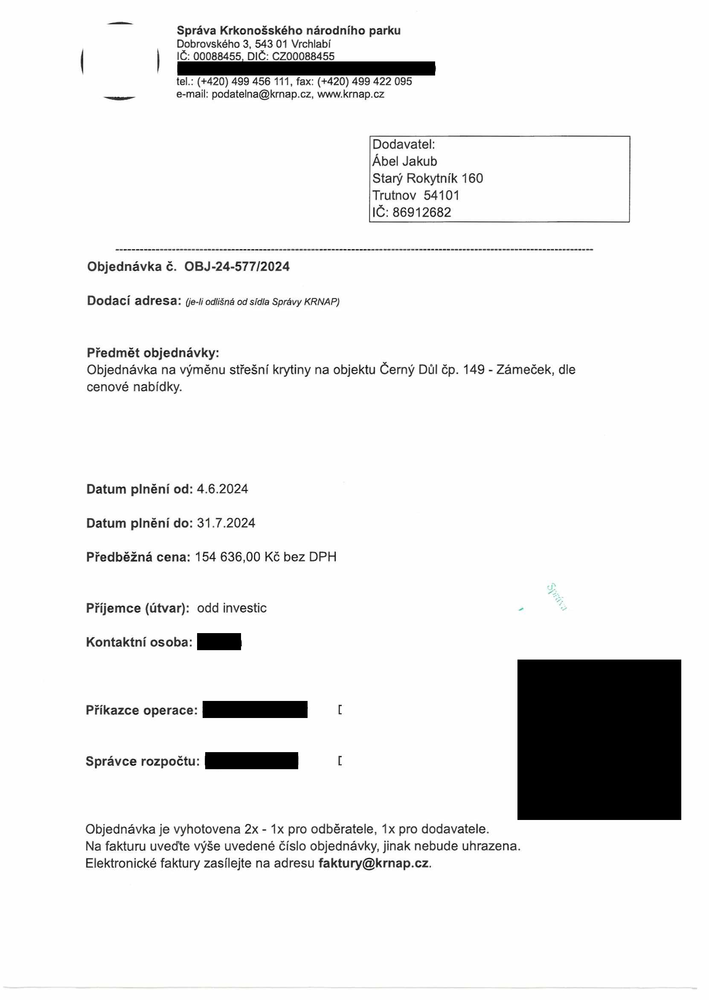 Správa Krkonošského národního parku
Dobrovského 3, 543 01 Vrchlabí
IČ: 00088455, DIČ: CZ00088455
tel.: (+420) 499 456 111, fax: (+420) 499 422 095
e-mail: podatelna@krnap.cz, www.krnap.cz
Dodavatel:
Ábel Jakub
Starý Rokytník 160
Trutnov 54101
IČ: 86912682
Objednávka č. OBJ-24-577/2024
Dodací adresa: (je-li odlišná od sídla Správy KRNAP)
Předmět objednávky:
Objednávka na výměnu střešní krytiny na objektu Černý Důl čp. 149 - Zámeček, dle
cenové nabídky.
Datum plnění od: 4.6.2024
Datum plnění do: 31.7.2024
Předběžná cena: 154 636,00 Kč bez DPH
Správa
Příjemce (útvar): odd investic
Kontaktní osoba:
Příkazce operace:
Správce rozpočtu:
Objednávka je vyhotovena 2x - 1x pro odběratele, 1x pro dodavatele.
Na fakturu uveďte výše uvedené číslo objednávky, jinak nebude uhrazena.
Elektronické faktury zasílejte na adresu faktury@krnap.cz.